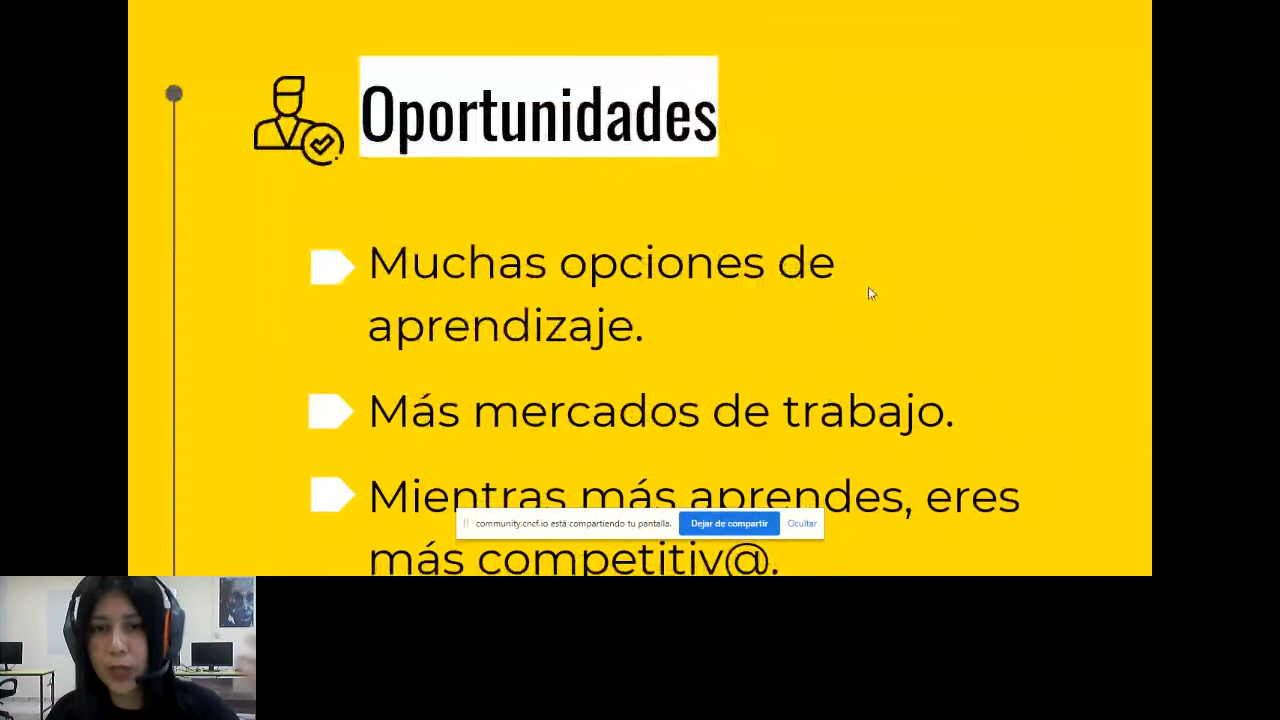 Oportunidades
Muchas opciones de
aprendizaje.
Más mercados de trabajo.
Mientras más aprendes, eres
community.cncf.io está compartiendo tu pantalla. Dejar de compartir Ocultar
más competitiv@.